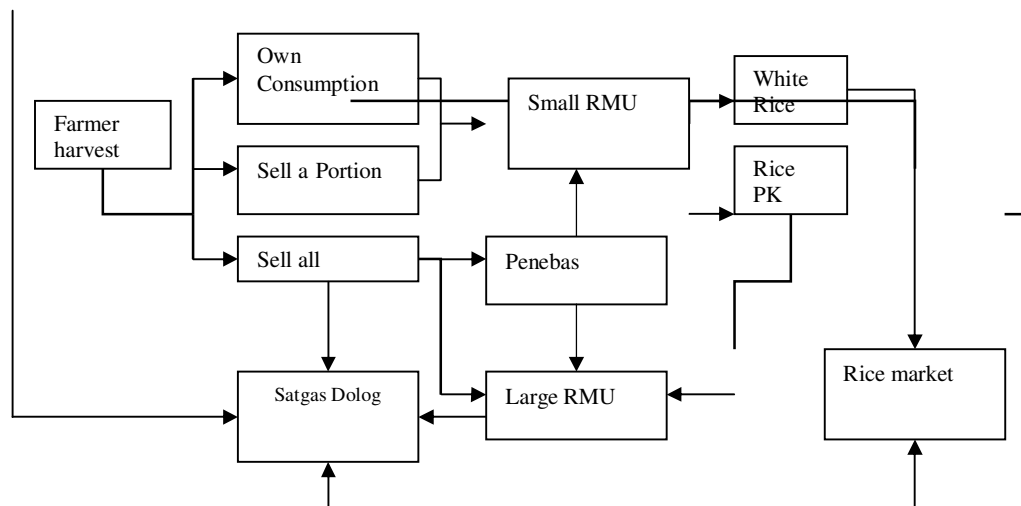 Own
Consumption
White
Rice
Small RMU
Farmer
harvest
Sell a Portion
Rice
PK
Sell all
Penebas
Rice market
Satgas Dolog
Large RMU